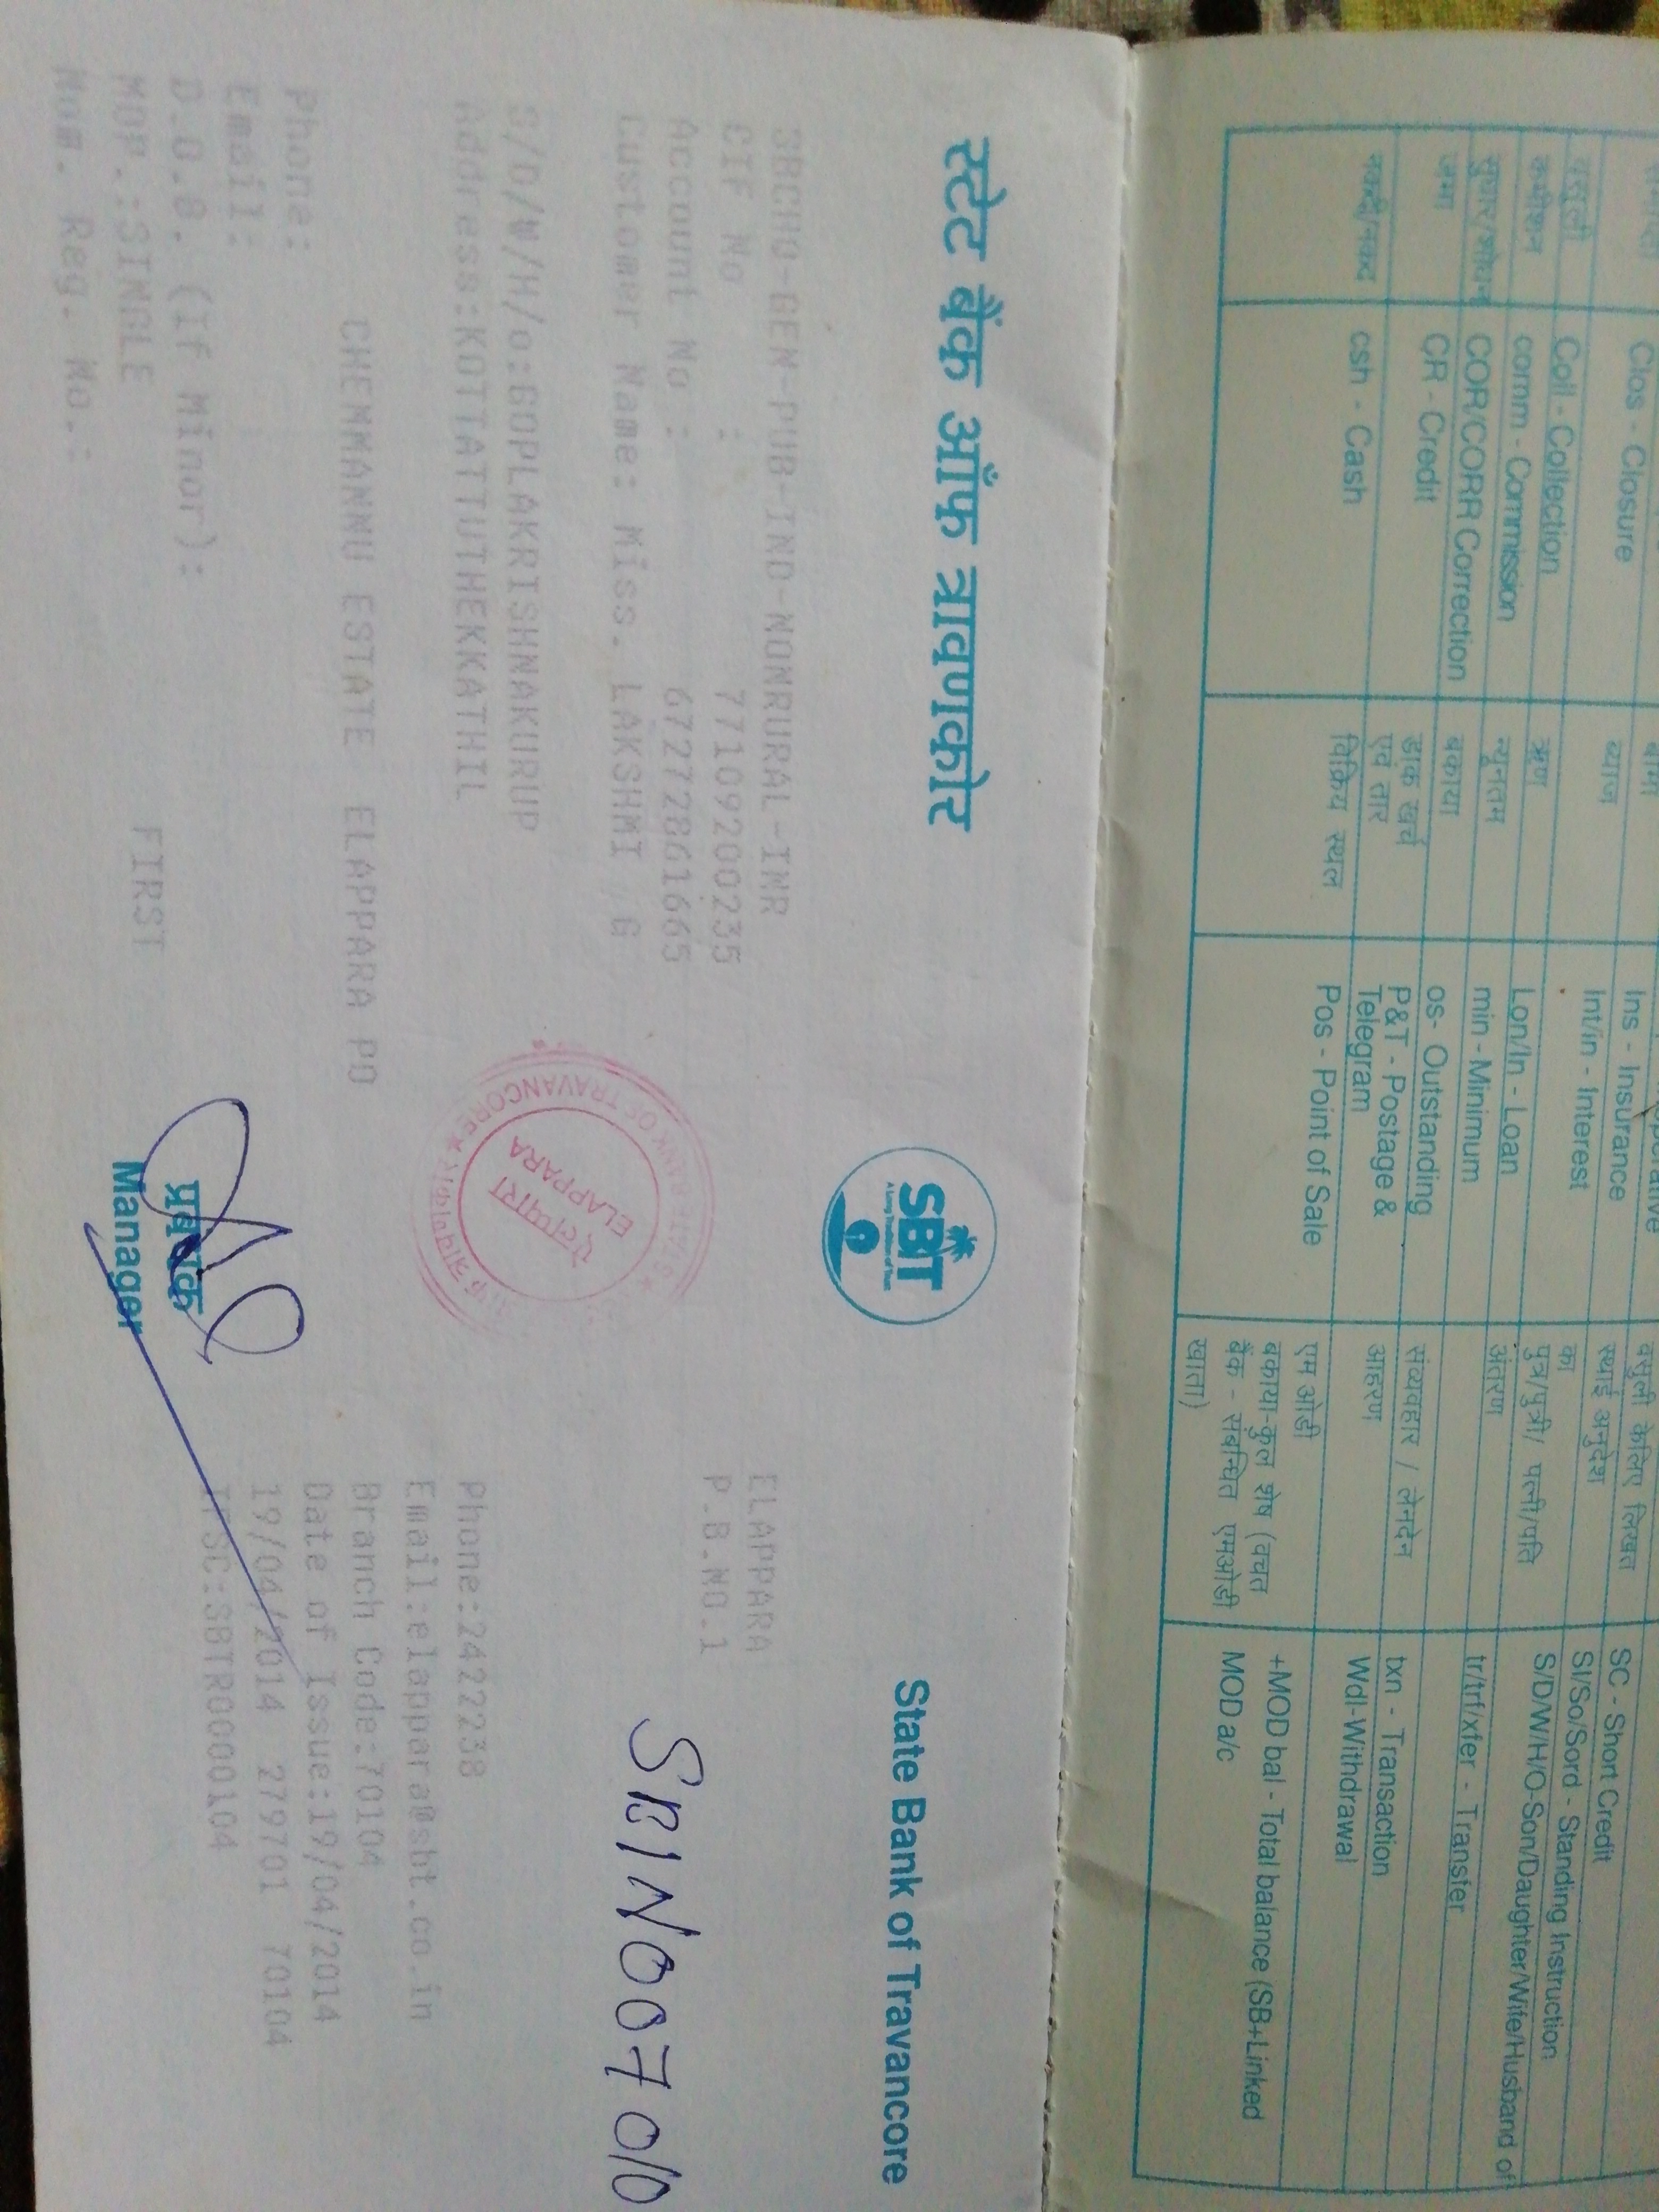 Clos - Closure
Ins - Insurance
वसूली केलिए लिखित
SC - Short Credit
वसूली
Coll - Collection
ब्याज
Int/in - Interest
स्थाई अनुदेश
SI/So/Sord - Standing Instruction
कमीशन
comm - Commission
ऋण
Lon/ln - Loan
का
पुत्र/पुत्री/ पत्नी/पति
S/D/W/H/O-Son/Daughter/Wife/Husband of
सुधार/शोधन
COR/CORR Correction
न्यूनतम
min - Minimum
अंतरण
tr/trf/xfer - Transfer
जमा
CR - Credit
बकाया
os- Outstanding
संव्यवहार / लेनदेन
txn - Transaction
नकदी/नकद
csh - Cash
डाक खर्च
एवं तार
P&T - Postage &
Telegram
आहरण
Wdl-Withdrawal
विक्रिय स्थल
Pos - Point of Sale
एम ओडी
बकाया-कुल शेष (बचत
बैंक - संबन्धित एमओडी
खाता)
+MOD bal - Total balance (SB+Linked
MOD a/c
स्टेट बैंक ऑफ त्रावणकोर
SBT
State Bank of Travancore
SBCHQ-GEN-PUB-IND-NONRURAL-INR
ELAPPARA
CIF No : 77109200235
P.B.NO.1
Account No : 67272861665
Customer Name: Miss. LAKSHMI G
SBIN0070100
S/D/W/H/o:GOPLAKRISHNAKURUP
Phone:2422238
Address:KOTTATTUTHEKKATHIL
Email:elappara@sbt.co.in
Branch Code:70104
CHEMMANNU ESTATE ELAPPARA PO
Date of Issue:19/04/2014
Phone:
19/04/2014 279701 70104
Email:
IFSC:SBTR0000104
D.O.B. (If Minor):
MOP.:SINGLE FIRST
Nom. Reg. No.:
ऐलप्पारा
ELAPPARA
BANK OF TRAVANCORE
प्रबंधक
Manager